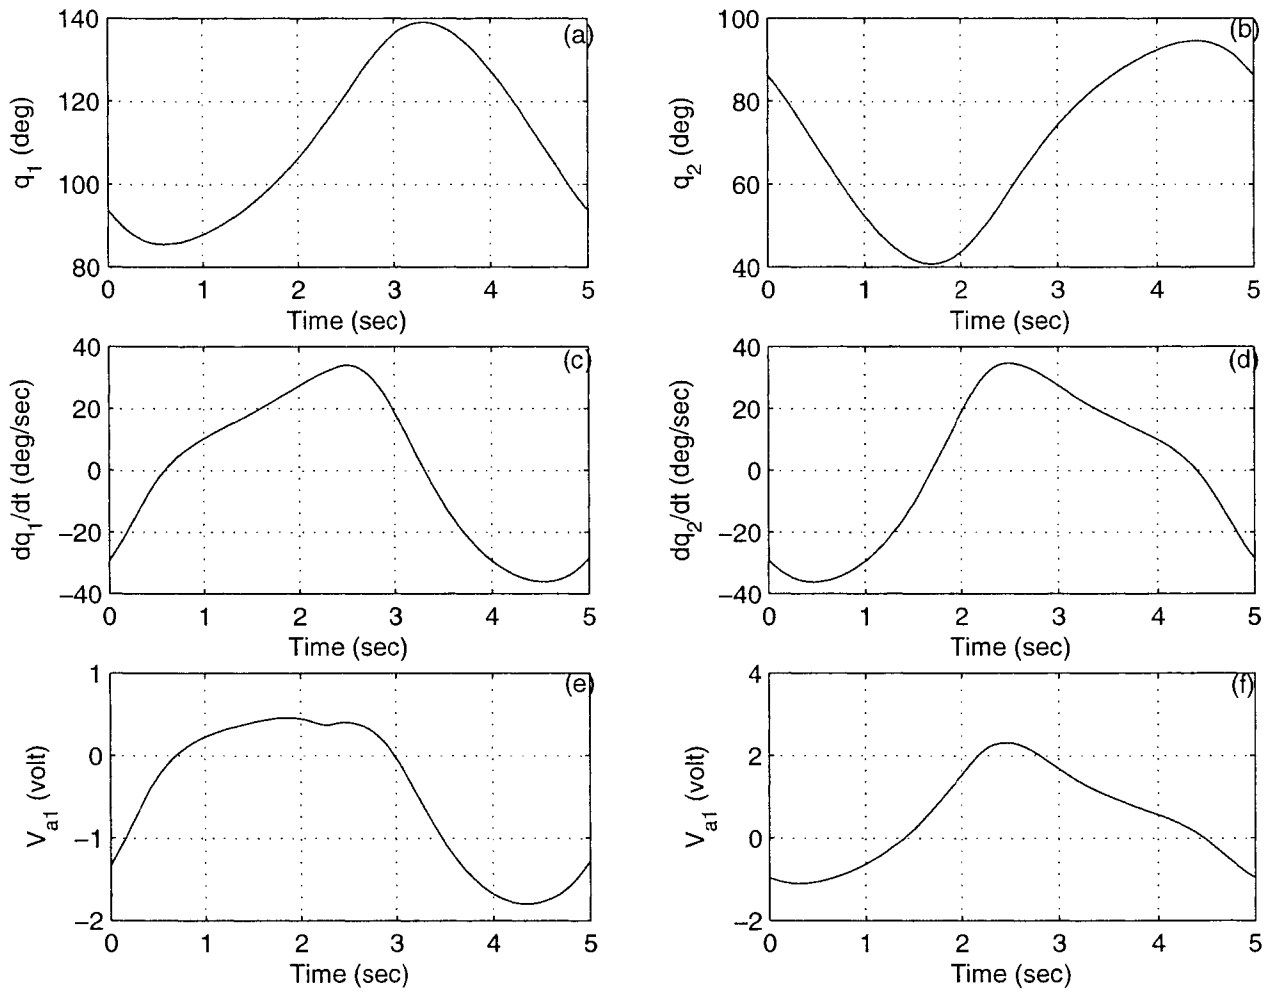 (a)
140
120
100
80
q1 (deg)
0 1 2 3 4 5
Time (sec)
(b)
100
80
60
40
q2 (deg)
0 1 2 3 4 5
Time (sec)
(c)
40
20
0
−20
−40
dq1/dt (deg/sec)
0 1 2 3 4 5
Time (sec)
(d)
40
20
0
−20
−40
dq2/dt (deg/sec)
0 1 2 3 4 5
Time (sec)
(e)
1
0
−1
−2
Va1 (volt)
0 1 2 3 4 5
Time (sec)
(f)
4
2
0
−2
Va1 (volt)
0 1 2 3 4 5
Time (sec)